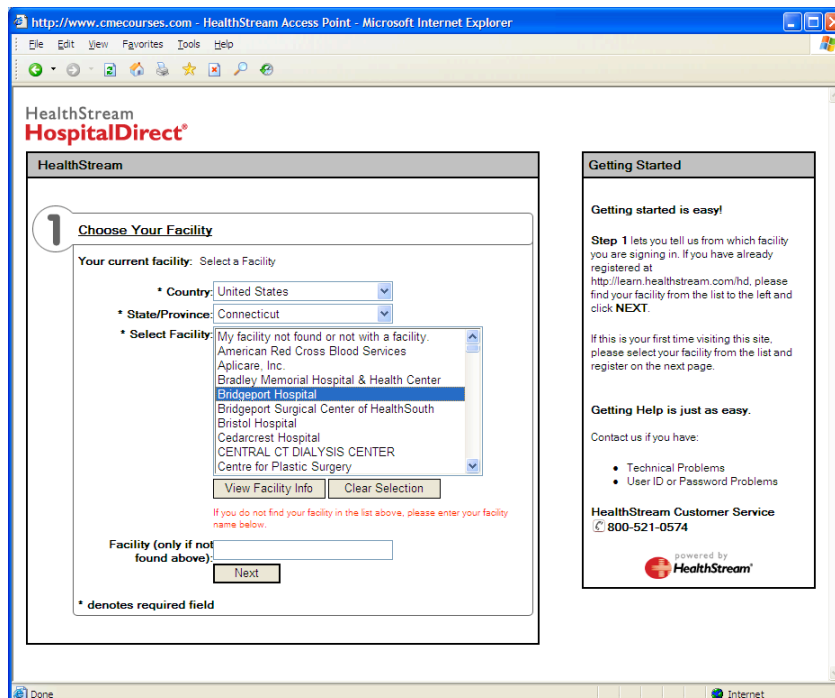 http://www.cmecourses.com - HealthStream Access Point - Microsoft Internet Explorer
File Edit View Favorites Tools Help
HealthStream
HospitalDirect®
HealthStream
1 Choose Your Facility
Your current facility: Select a Facility
* Country: United States
* State/Province: Connecticut
* Select Facility: My facility not found or not with a facility.
American Red Cross Blood Services
Aplicare, Inc.
Bradley Memorial Hospital & Health Center
Bridgeport Hospital
Bridgeport Surgical Center of HealthSouth
Bristol Hospital
Cedarcrest Hospital
CENTRAL CT DIALYSIS CENTER
Centre for Plastic Surgery
View Facility Info Clear Selection
If you do not find your facility in the list above, please enter your facility
name below.
Facility (only if not
found above):
Next
* denotes required field
Getting Started
Getting started is easy!
Step 1 lets you tell us from which facility
you are signing in. If you have already
registered at
http://learn.healthstream.com/hd, please
find your facility from the list to the left and
click NEXT.
If this is your first time visiting this site,
please select your facility from the list and
register on the next page.
Getting Help is just as easy.
Contact us if you have:
• Technical Problems
• User ID or Password Problems
HealthStream Customer Service
800-521-0574
powered by
HealthStream
Done Internet